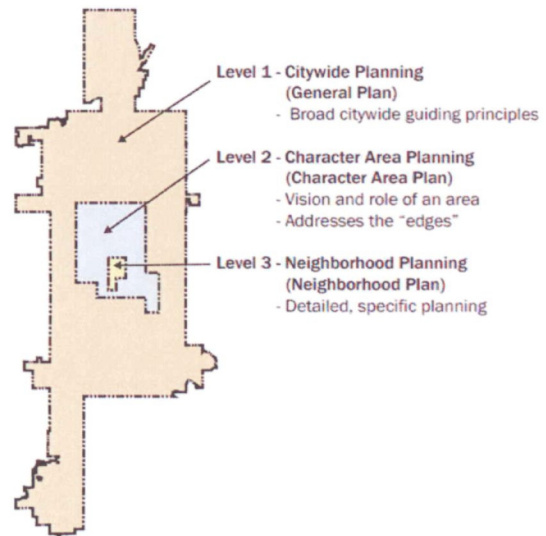 Level 1 - Citywide Planning
(General Plan)
- Broad citywide guiding principles
Level 2 - Character Area Planning
(Character Area Plan)
- Vision and role of an area
- Addresses the "edges"
Level 3 - Neighborhood Planning
(Neighborhood Plan)
- Detailed, specific planning